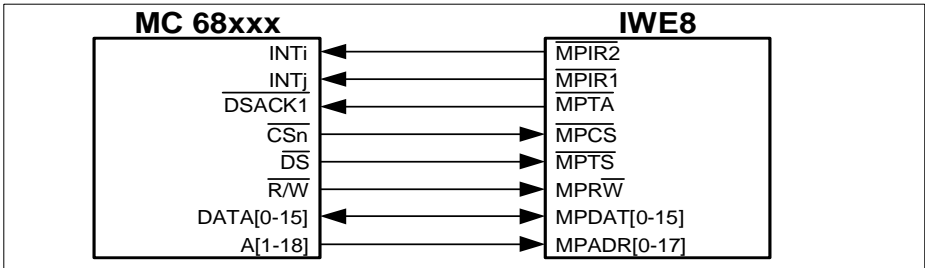 MC 68xxx IWE8
INTi MPIR2
INTj MPIR1
DSACK1 MPTA
CSn MPCS
DS MPTS
R/W MPRW
DATA[0-15] MPDAT[0-15]
A[1-18] MPADR[0-17]